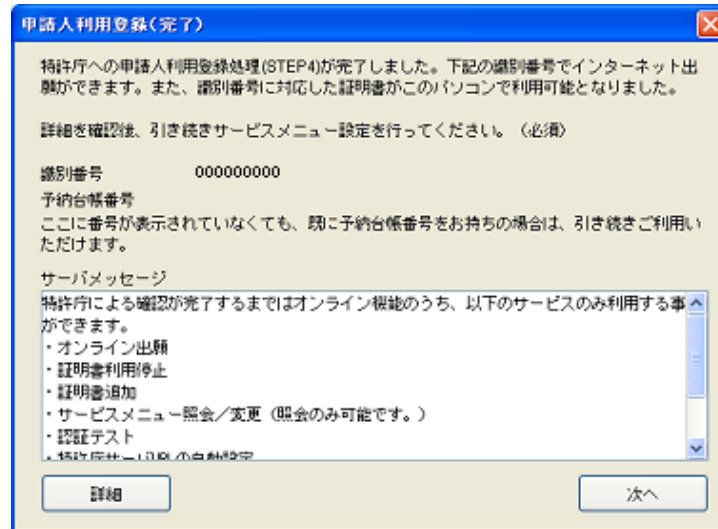 申請人利用登録(完了)
特許庁への申請人利用登録処理(STEP4)が完了しました。下記の識別番号でインターネット出
願ができます。また、識別番号に対応した証明書がこのパソコンで利用可能となりました。
詳細を確認後、引き続きサービスメニュー設定を行ってください。（必須）
識別番号 000000000
予納台帳番号
ここに番号が表示されていなくても、既に予納台帳番号をお持ちの場合は、引き続きご利用い
ただけます。
サーバメッセージ
特許庁による確認が完了するまではオンライン機能のうち、以下のサービスのみ利用する事
ができます。
・オンライン出願
・証明書利用停止
・証明書追加
・サービスメニュー照会／変更（照会のみ可能です。）
・認証テスト
・特許庁サーバURLの自動設定
詳細
次へ